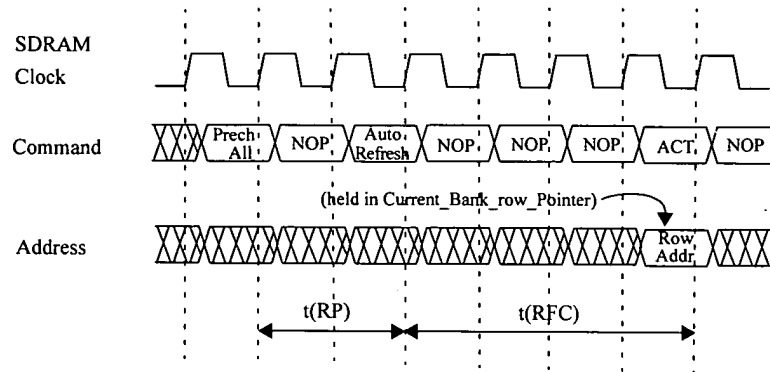 SDRAM
Clock
Command
Prech
All
NOP
Auto
Refresh
NOP
NOP
NOP
ACT
NOP
(held in Current_Bank_row_Pointer)
Address
Row
Addr
t(RP)
t(RFC)